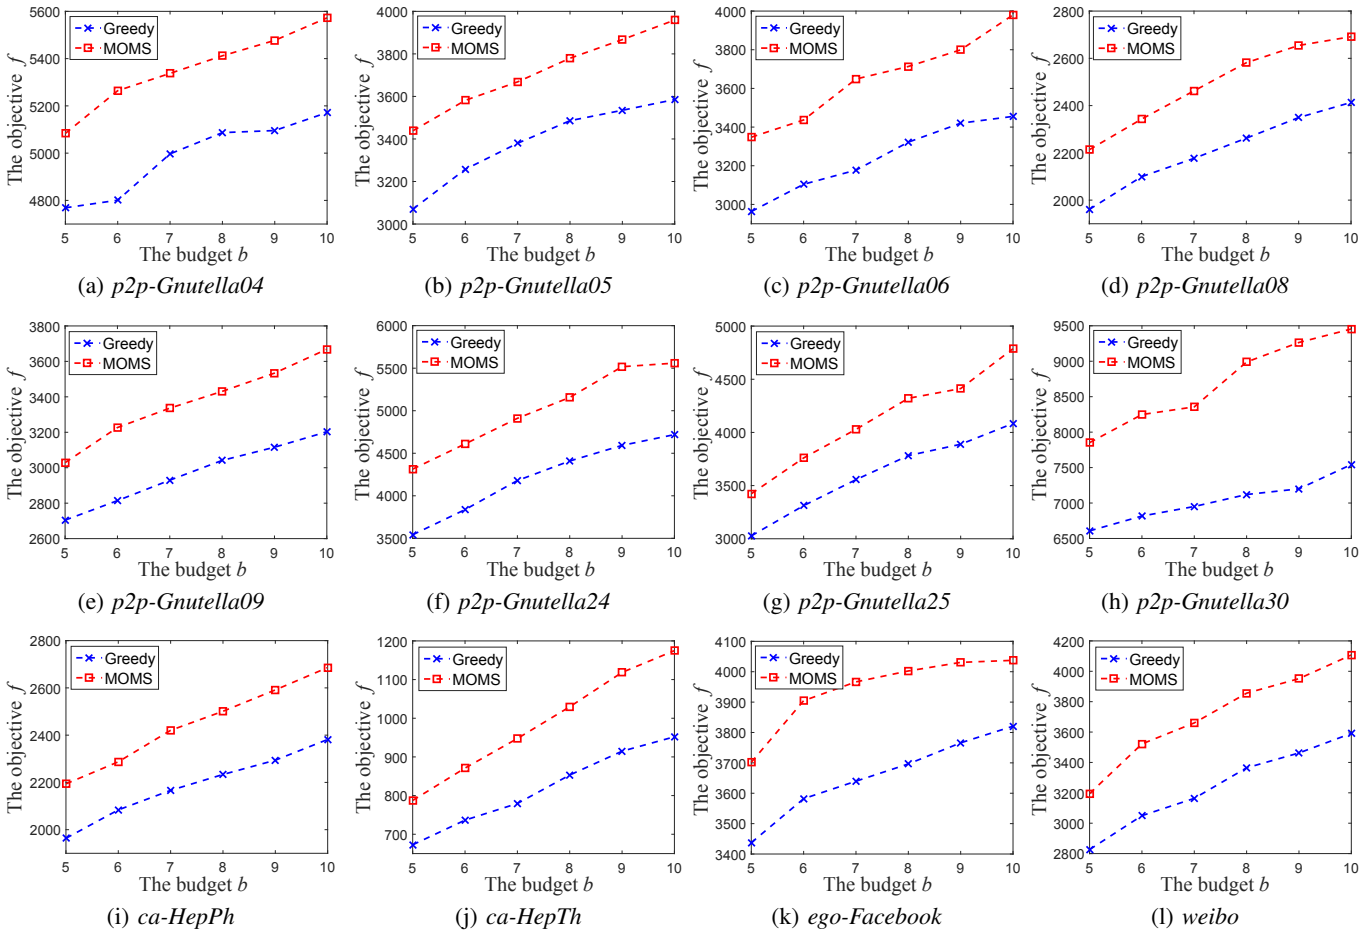 5600
5400
5200
5000
4800
The objective f
Greedy
MOMS
5 6 7 8 9 10
The budget b
(a) p2p-Gnutella04
4000
3800
3600
3400
3200
3000
The objective f
Greedy
MOMS
5 6 7 8 9 10
The budget b
(b) p2p-Gnutella05
4000
3800
3600
3400
3200
3000
The objective f
Greedy
MOMS
5 6 7 8 9 10
The budget b
(c) p2p-Gnutella06
2800
2600
2400
2200
2000
The objective f
Greedy
MOMS
5 6 7 8 9 10
The budget b
(d) p2p-Gnutella08
3800
3600
3400
3200
3000
2800
2600
The objective f
Greedy
MOMS
5 6 7 8 9 10
The budget b
(e) p2p-Gnutella09
6000
5500
5000
4500
4000
3500
The objective f
Greedy
MOMS
5 6 7 8 9 10
The budget b
(f) p2p-Gnutella24
5000
4500
4000
3500
3000
The objective f
Greedy
MOMS
5 6 7 8 9 10
The budget b
(g) p2p-Gnutella25
9500
9000
8500
8000
7500
7000
6500
The objective f
Greedy
MOMS
5 6 7 8 9 10
The budget b
(h) p2p-Gnutella30
2800
2600
2400
2200
2000
The objective f
Greedy
MOMS
5 6 7 8 9 10
The budget b
(i) ca-HepPh
1200
1100
1000
900
800
700
The objective f
Greedy
MOMS
5 6 7 8 9 10
The budget b
(j) ca-HepTh
4100
4000
3900
3800
3700
3600
3500
3400
The objective f
Greedy
MOMS
5 6 7 8 9 10
The budget b
(k) ego-Facebook
4200
4000
3800
3600
3400
3200
3000
2800
The objective f
Greedy
MOMS
5 6 7 8 9 10
The budget b
(l) weibo